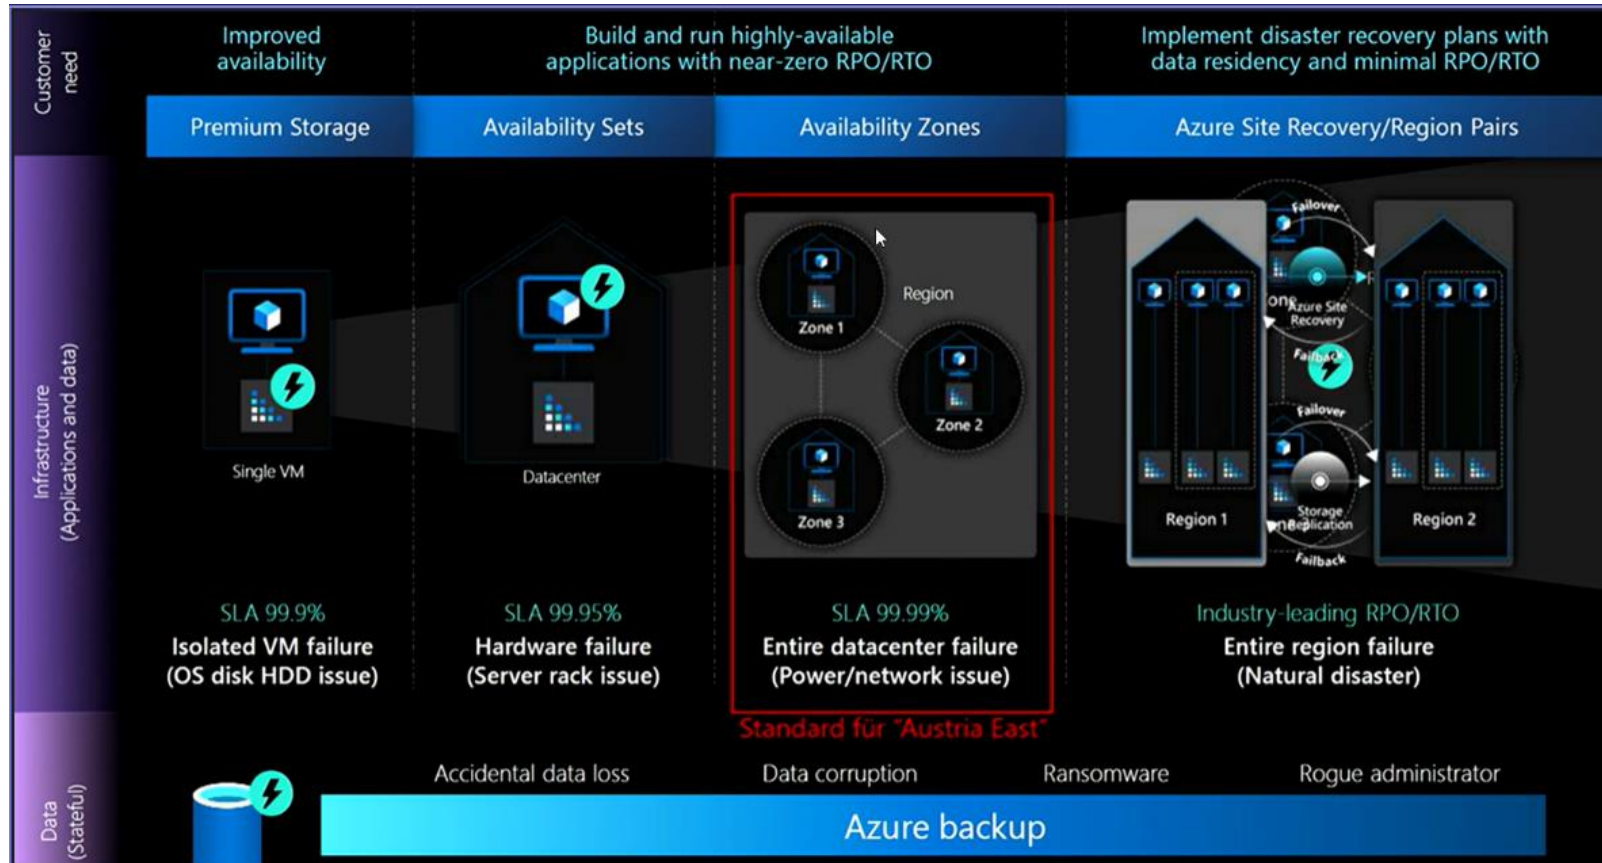 Customer
need
Improved
availability
Build and run highly-available
applications with near-zero RPO/RTO
Implement disaster recovery plans with
data residency and minimal RPO/RTO
Premium Storage
Availability Sets
Availability Zones
Azure Site Recovery/Region Pairs
Infrastructure
(Applications and data)
Single VM
Datacenter
Region
Zone 1
Zone 2
Zone 3
Failover
Azure Site
Recovery
Failback
Failover
Storage
Replication
Failback
Region 1
Region 2
SLA 99.9%
Isolated VM failure
(OS disk HDD issue)
SLA 99.95%
Hardware failure
(Server rack issue)
SLA 99.99%
Entire datacenter failure
(Power/network issue)
Industry-leading RPO/RTO
Entire region failure
(Natural disaster)
Standard für "Austria East"
Data
(Stateful)
Accidental data loss
Data corruption
Ransomware
Rogue administrator
Azure backup